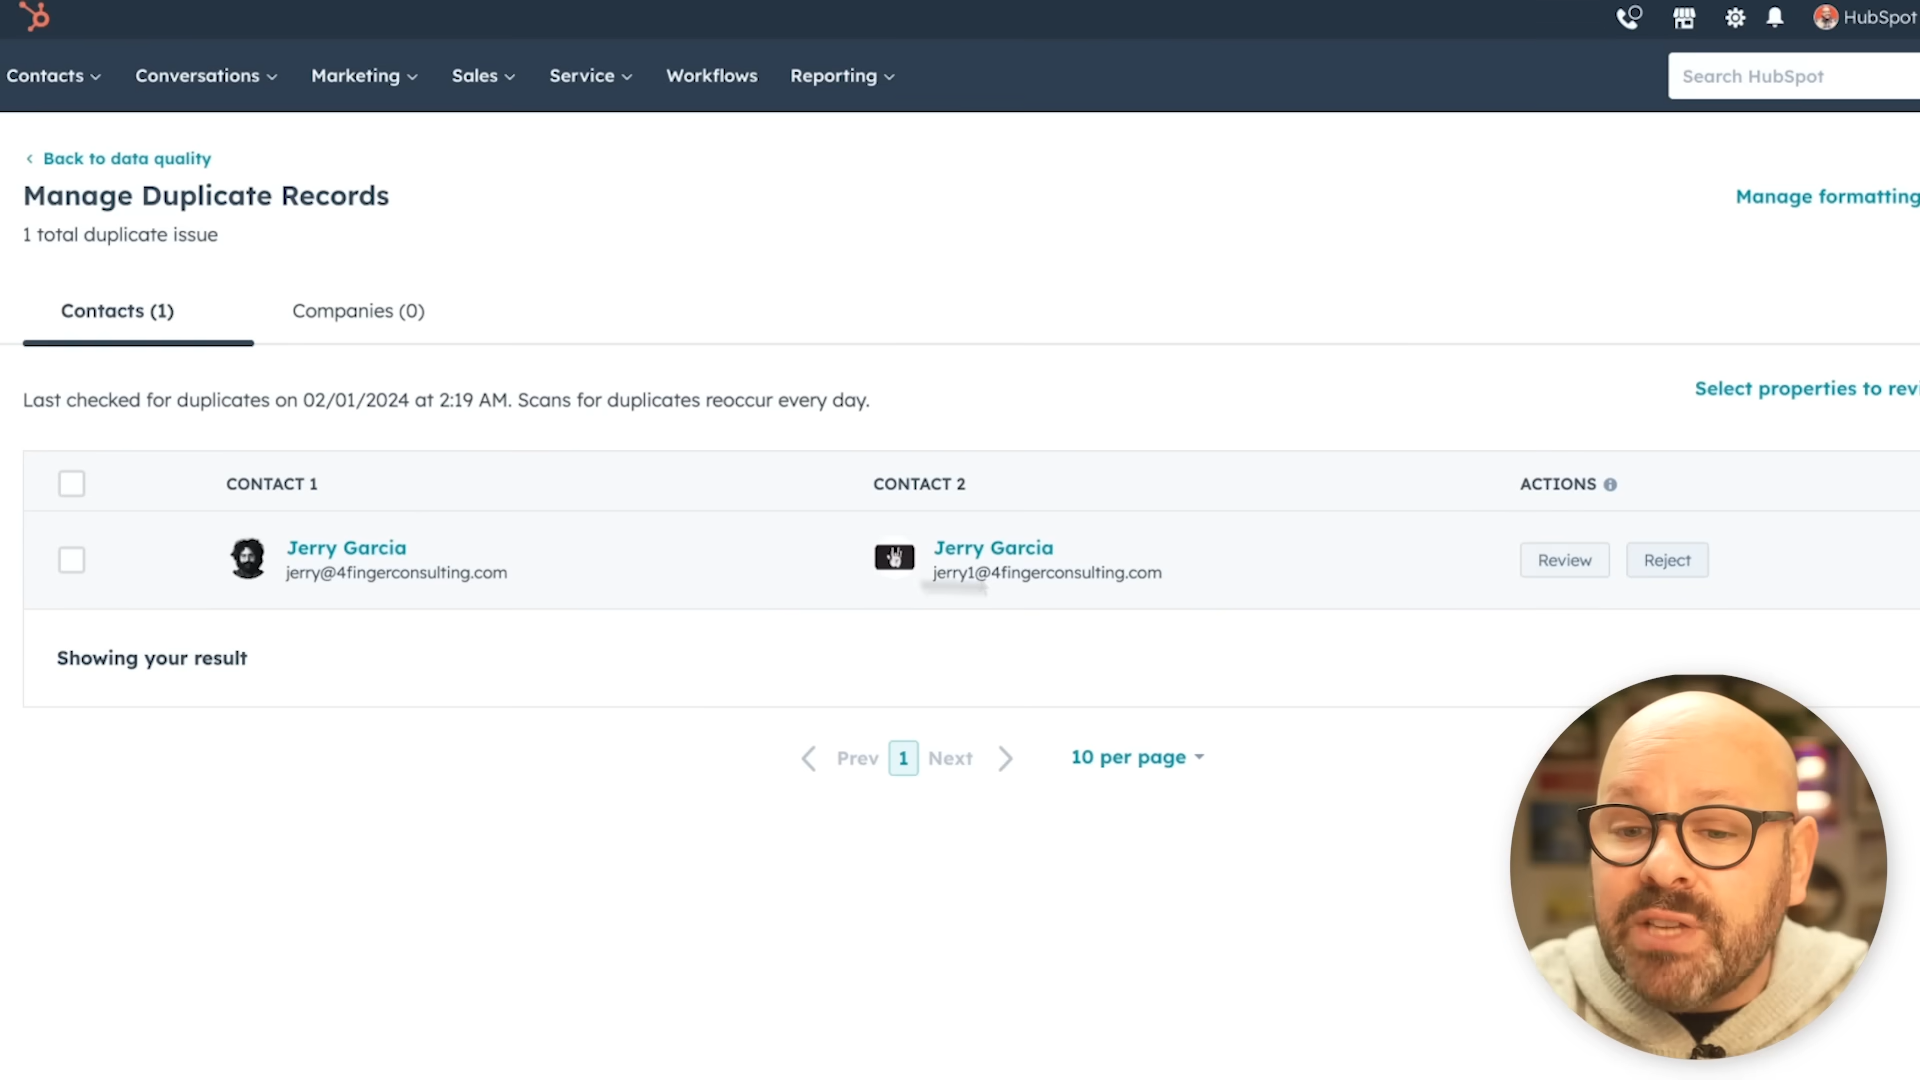 HubSpot
Contacts Conversations Marketing Sales Service Workflows Reporting Search HubSpot
Back to data quality
Manage Duplicate Records
Manage formatting
1 total duplicate issue
Contacts (1) Companies (0)
Last checked for duplicates on 02/01/2024 at 2:19 AM. Scans for duplicates reoccur every day.
Select properties to revi
CONTACT 1 CONTACT 2 ACTIONS
Jerry Garcia Jerry Garcia
jerry@4fingerconsulting.com jerry1@4fingerconsulting.com
Review Reject
Showing your result
Prev 1 Next 10 per page